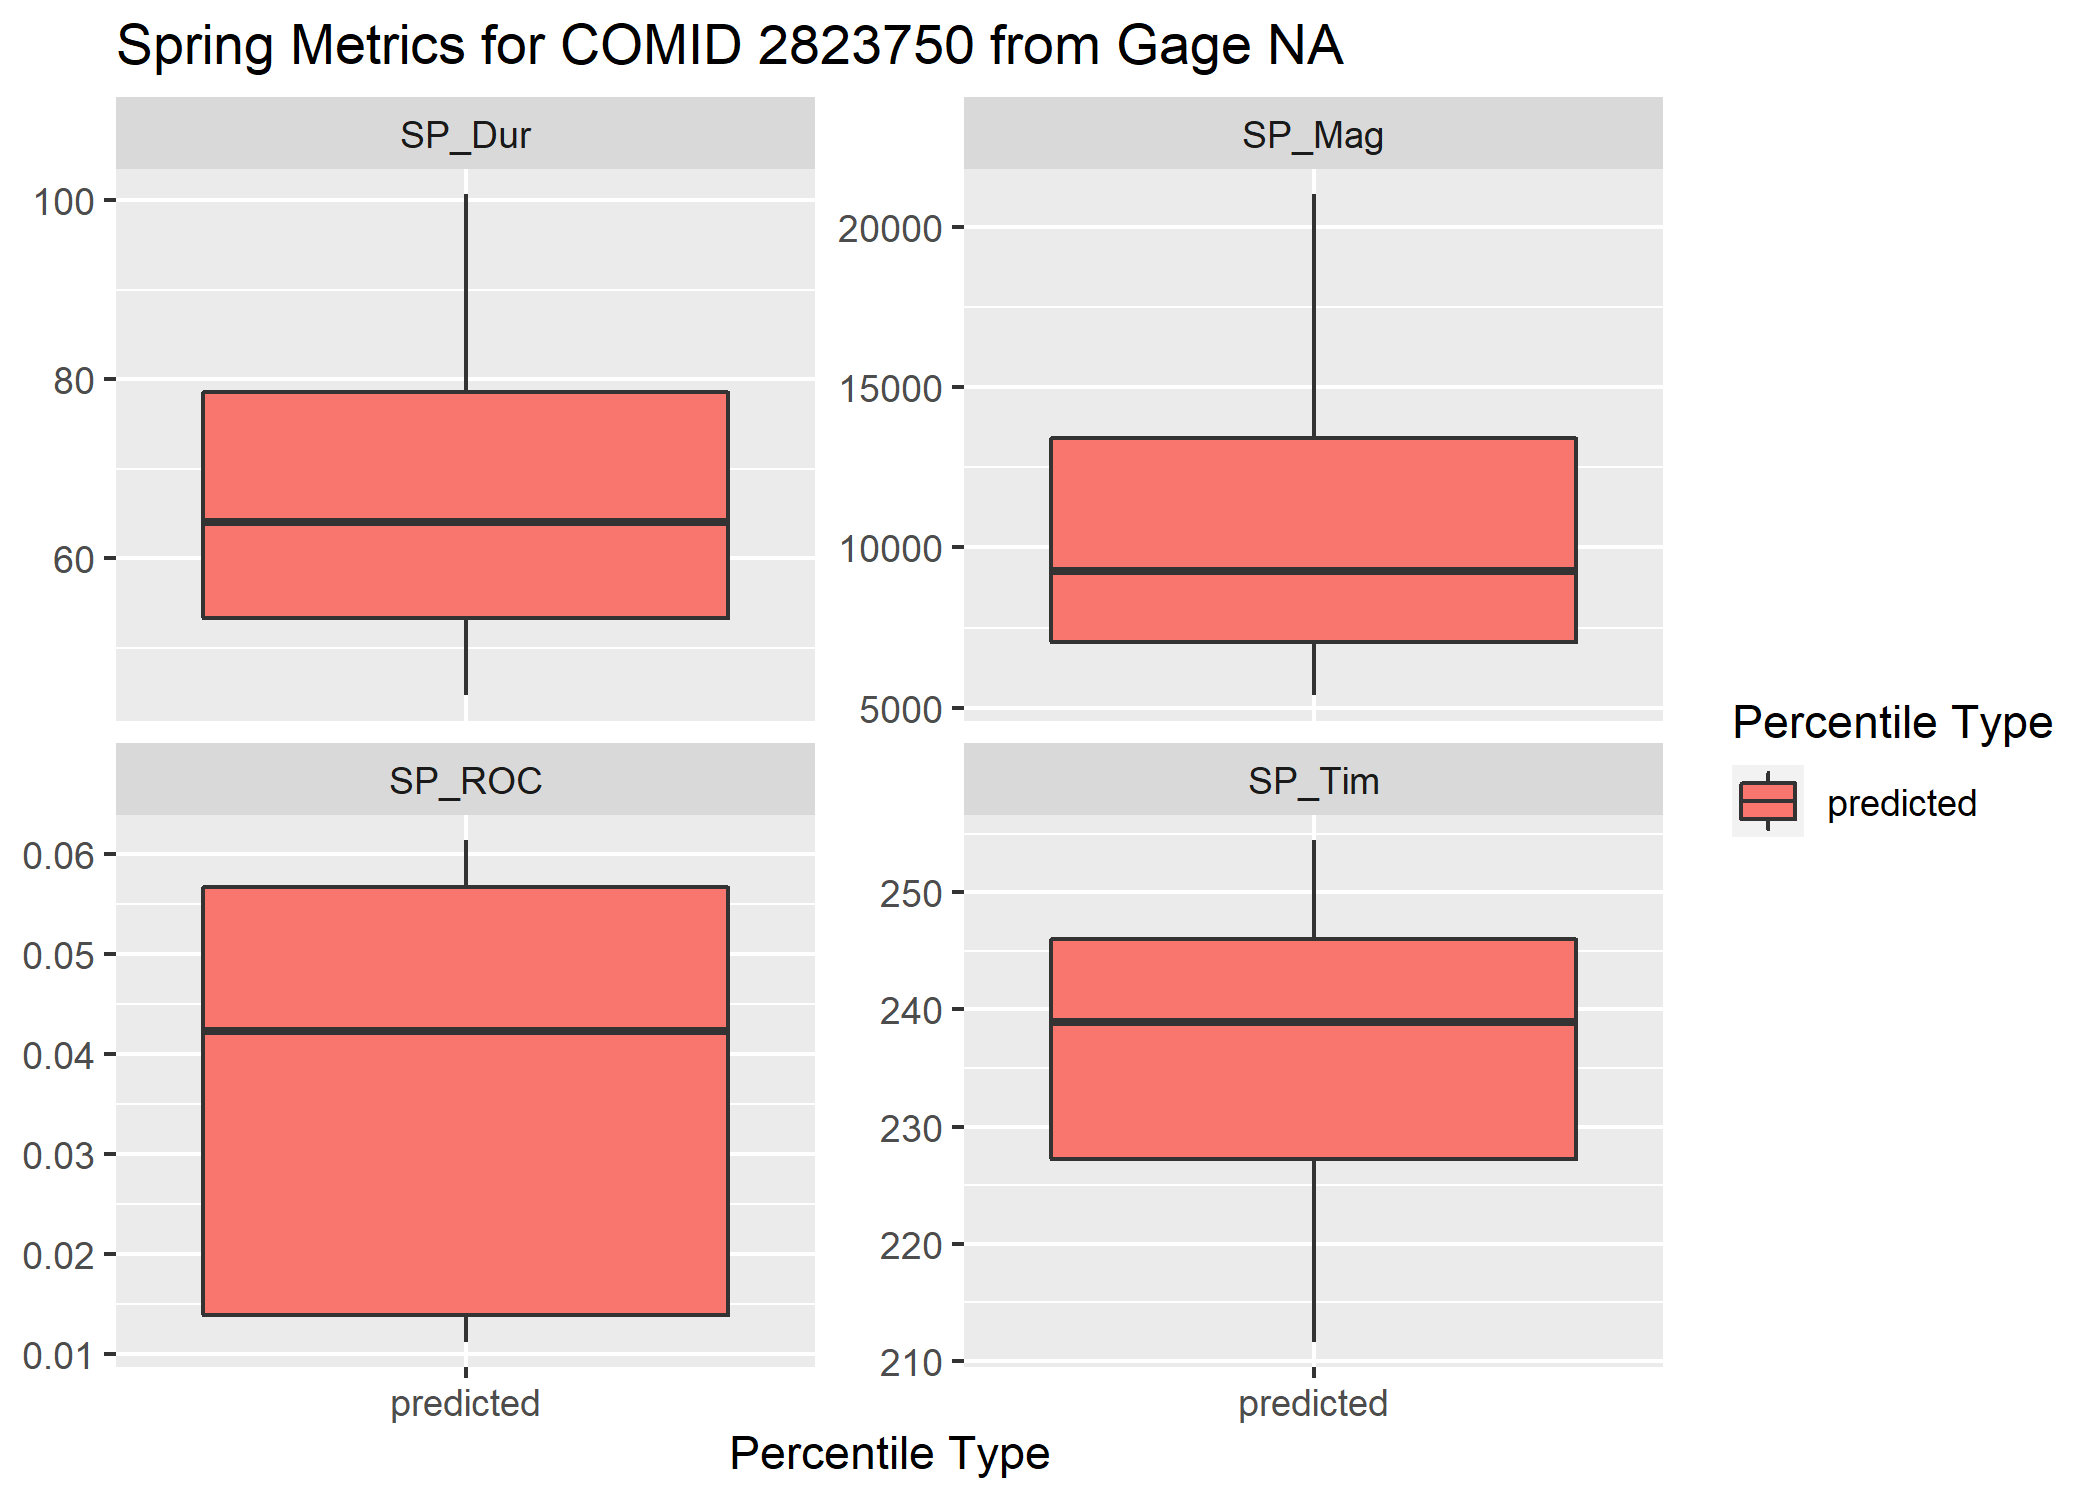 Spring Metrics for COMID 2823750 from Gage NA
SP_Dur
SP_Mag
100
80
60
20000
15000
10000
5000
SP_ROC
SP_Tim
0.06
0.05
0.04
0.03
0.02
0.01
250
240
230
220
210
predicted
predicted
Percentile Type
Percentile Type
predicted